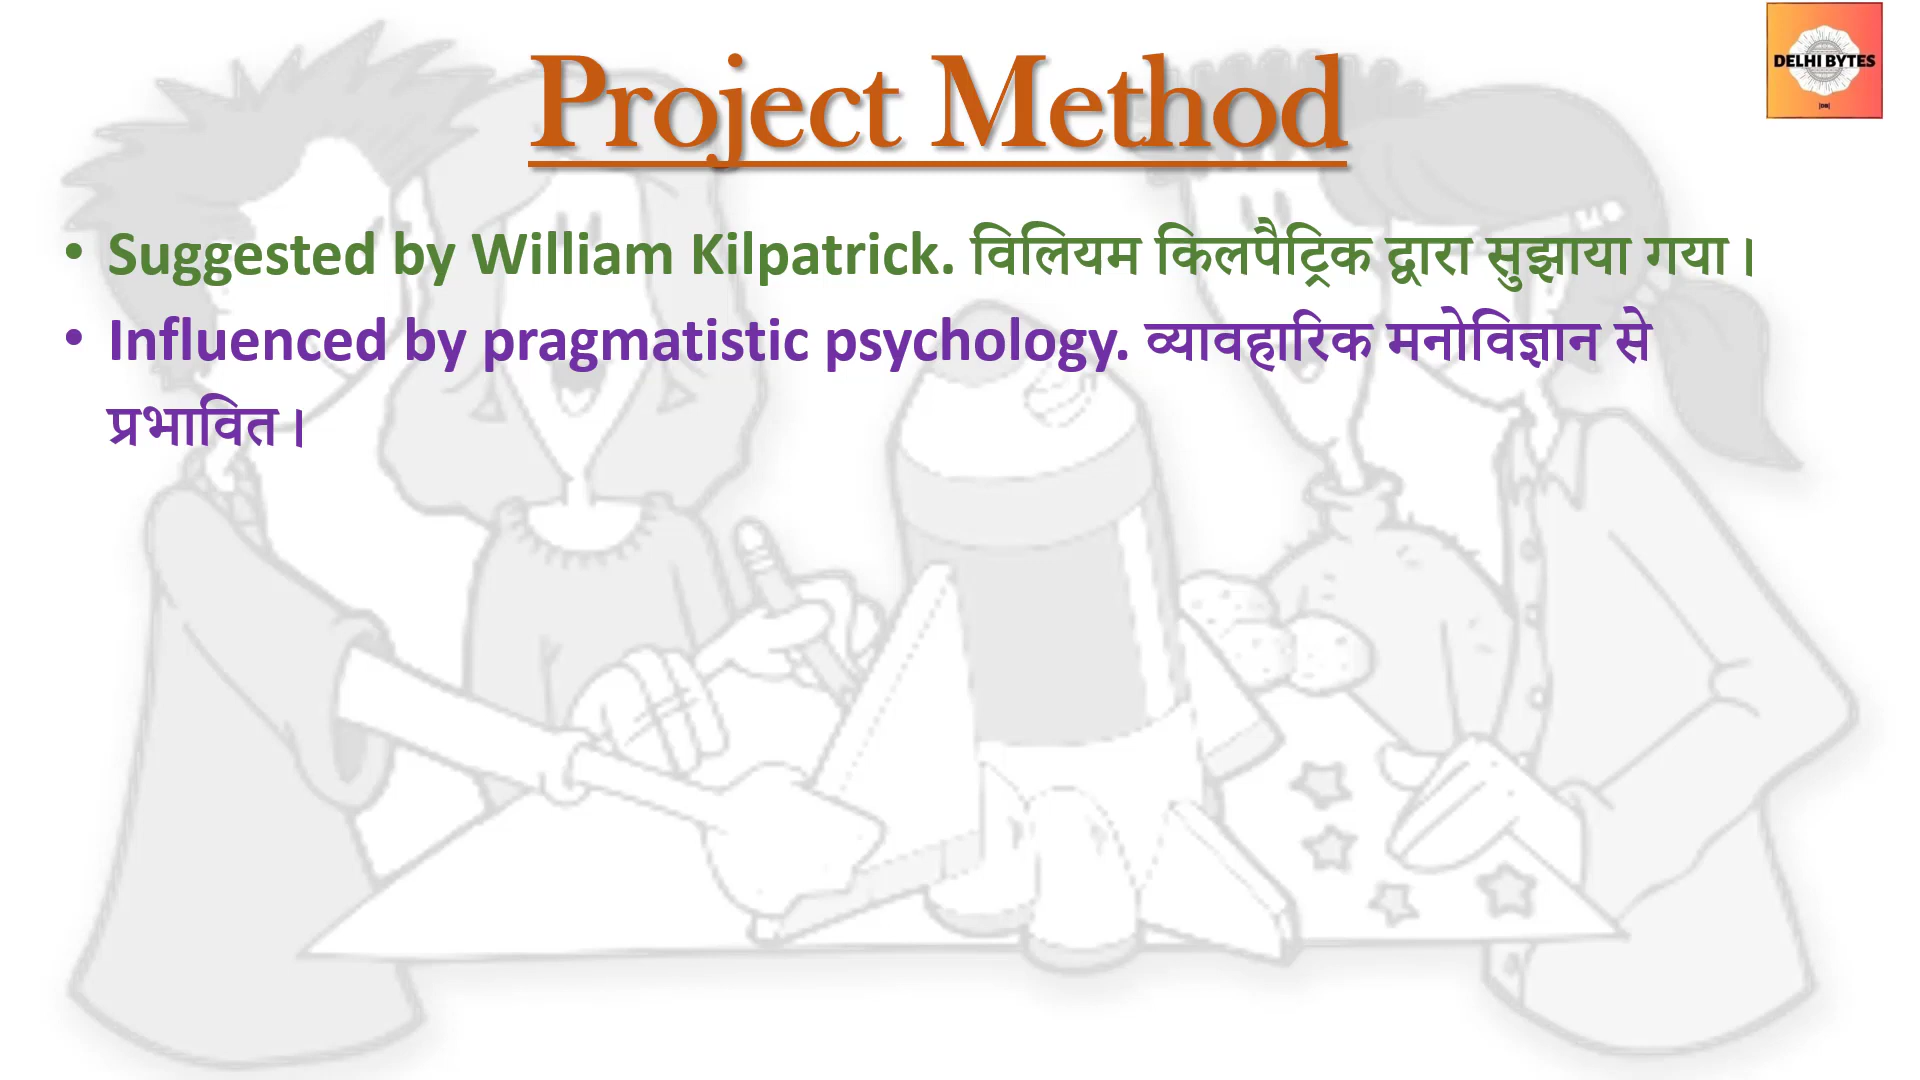 Project Method
DELHI BYTES
• Suggested by William Kilpatrick. विलियम किलपैट्रिक द्वारा सुझाया गया।
• Influenced by pragmatistic psychology. व्यावहारिक मनोविज्ञान से
प्रभावित।